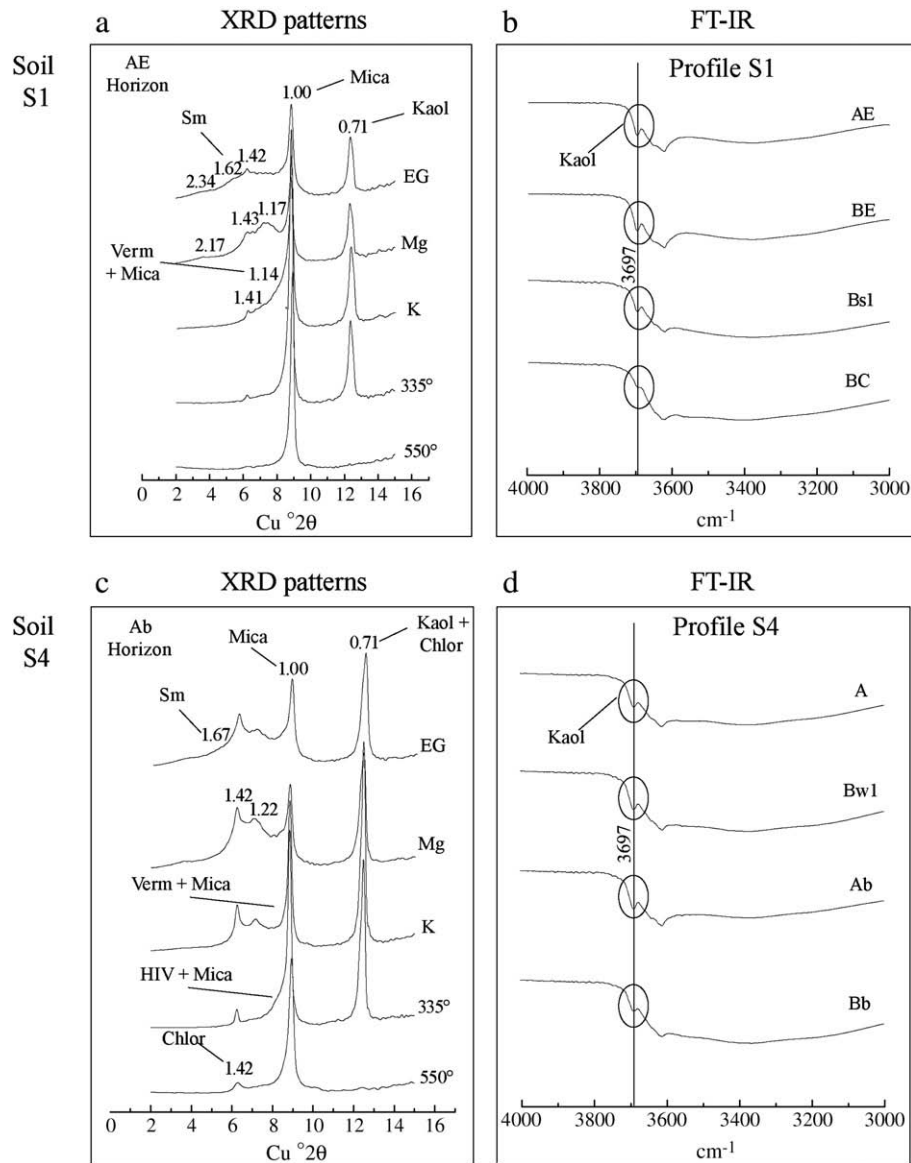 a
XRD patterns
b
FT-IR
Soil
S1
AE
Horizon
Mica
1.00
Kaol
0.71
Sm
1.42
1.62
2.34
EG
1.17
1.43
2.17
Mg
Verm
+ Mica
1.14
1.41
K
335°
550°
0 2 4 6 8 10 12 14 16
Cu °2θ
Profile S1
AE
Kaol
BE
3697
Bs1
BC
4000 3800 3600 3400 3200 3000
cm-1
c
XRD patterns
d
FT-IR
Soil
S4
Ab
Horizon
Mica
1.00
Kaol +
Chlor
0.71
Sm
1.67
EG
1.42
1.22
Mg
Verm + Mica
K
HIV + Mica
335°
Chlor
1.42
550°
0 2 4 6 8 10 12 14 16
Cu °2θ
Profile S4
A
Kaol
Bw1
3697
Ab
Bb
4000 3800 3600 3400 3200 3000
cm-1